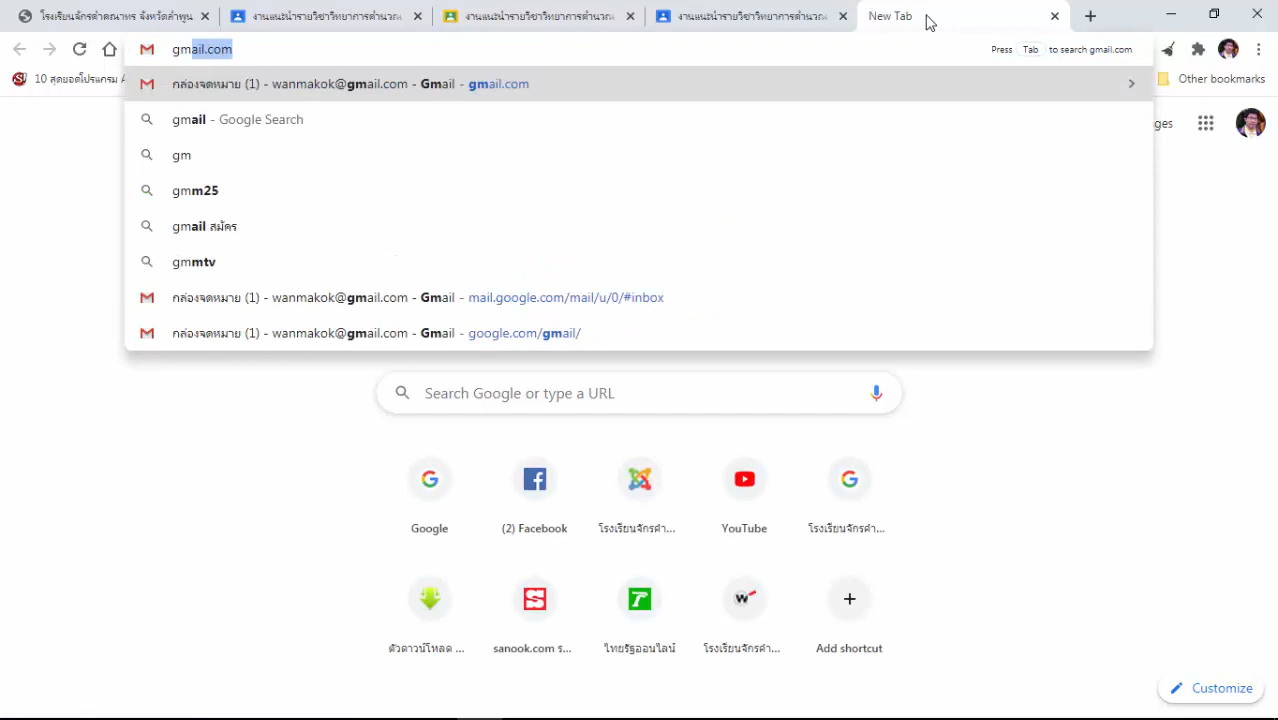 โรงเรียนจักรคำคณาทร จังหวัดลำพูน
งานแนะนำรายวิชาวิทยาการคำนวณ
งานแนะนำรายวิชาวิทยาการคำนวณ
งานแนะนำรายวิชาวิทยาการคำนวณ
New Tab
gmail.com
Press Tab to search gmail.com
10 สุดยอดโปรแกรม A
Other bookmarks
กล่องจดหมาย (1) - wanmakok@gmail.com - Gmail - gmail.com
gmail - Google Search
gm
gmm25
gmail สมัคร
gmmtv
กล่องจดหมาย (1) - wanmakok@gmail.com - Gmail - mail.google.com/mail/u/0/#inbox
กล่องจดหมาย (1) - wanmakok@gmail.com - Gmail - google.com/gmail/
ges
Search Google or type a URL
Google
(2) Facebook
โรงเรียนจักรคำ...
YouTube
โรงเรียนจักรคำ...
ตัวดาวน์โหลด ...
sanook.com ร...
ไทยรัฐออนไลน์
โรงเรียนจักรคำ...
Add shortcut
Customize